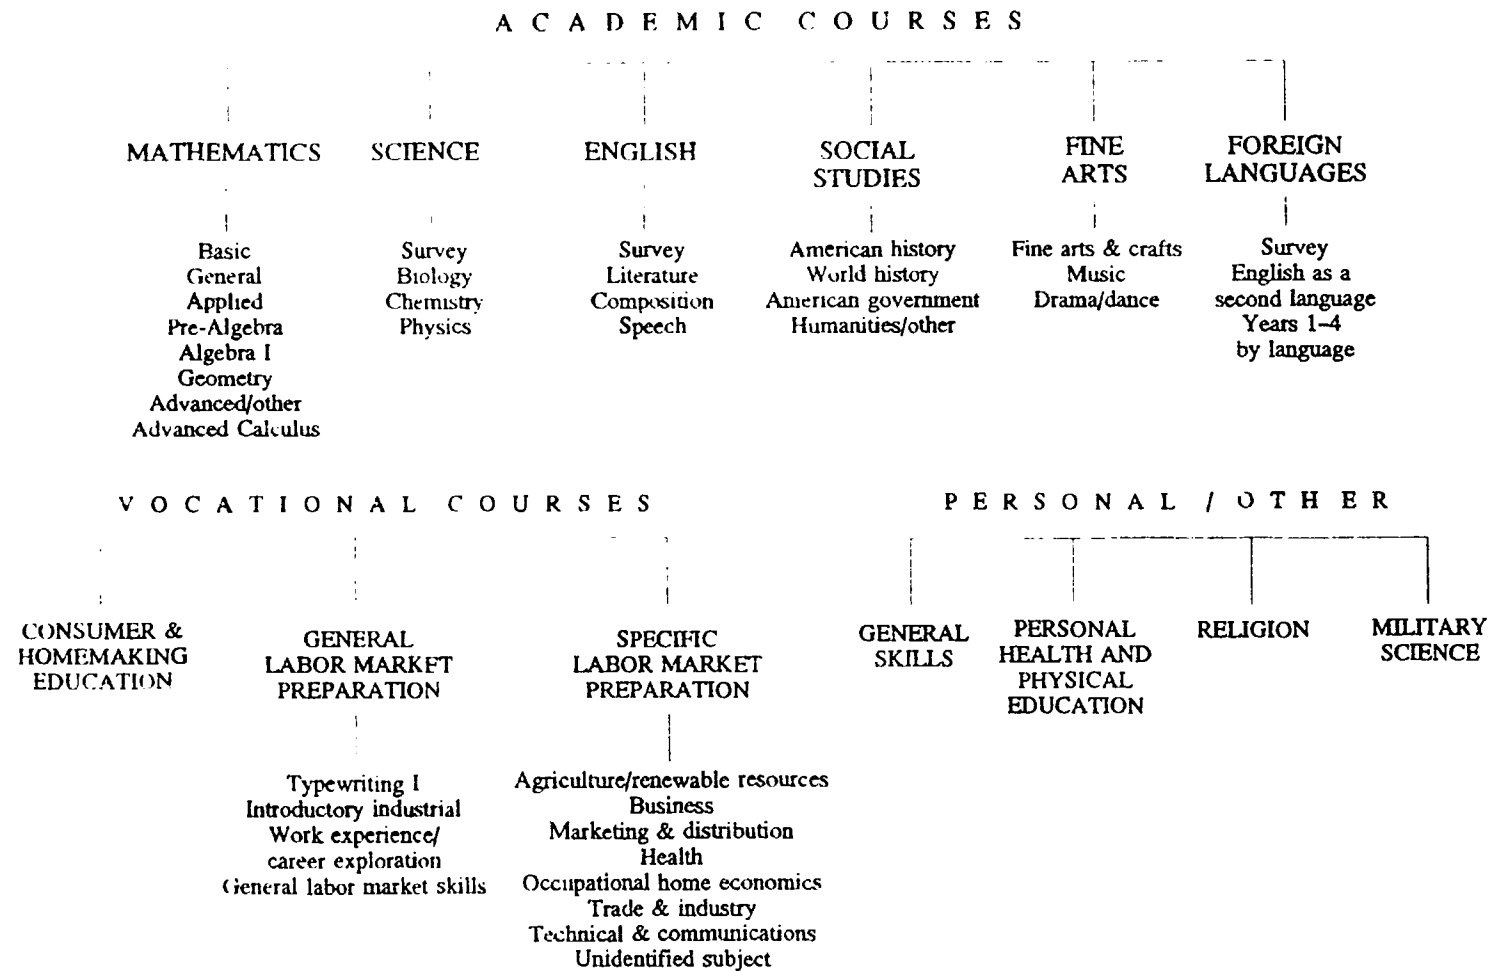 ACADEMIC COURSES
MATHEMATICS
Basic
General
Applied
Pre-Algebra
Algebra I
Geometry
Advanced/other
Advanced Calculus
SCIENCE
Survey
Biology
Chemistry
Physics
ENGLISH
Survey
Literature
Composition
Speech
SOCIAL
STUDIES
American history
World history
American government
Humanities/other
FINE
ARTS
Fine arts & crafts
Music
Drama/dance
FOREIGN
LANGUAGES
Survey
English as a
second language
Years 1–4
by language
VOCATIONAL COURSES
CONSUMER &
HOMEMAKING
EDUCATION
GENERAL
LABOR MARKET
PREPARATION
Typewriting I
Introductory industrial
Work experience/
career exploration
General labor market skills
SPECIFIC
LABOR MARKET
PREPARATION
Agriculture/renewable resources
Business
Marketing & distribution
Health
Occupational home economics
Trade & industry
Technical & communications
Unidentified subject
PERSONAL / OTHER
GENERAL
SKILLS
PERSONAL
HEALTH AND
PHYSICAL
EDUCATION
RELIGION
MILITARY
SCIENCE